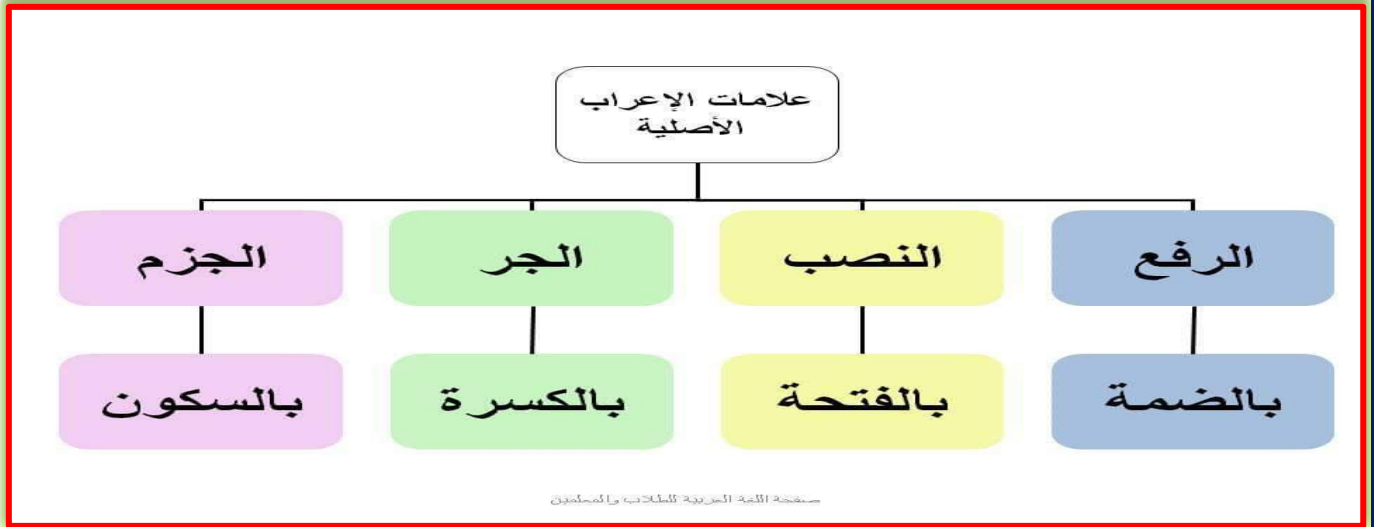 علامات الإعراب
الأصلية
الرفع
النصب
الجر
الجزم
بالضمة
بالفتحة
بالكسرة
بالسكون
صفحة اللغة العربية للطلاب والمعلمين